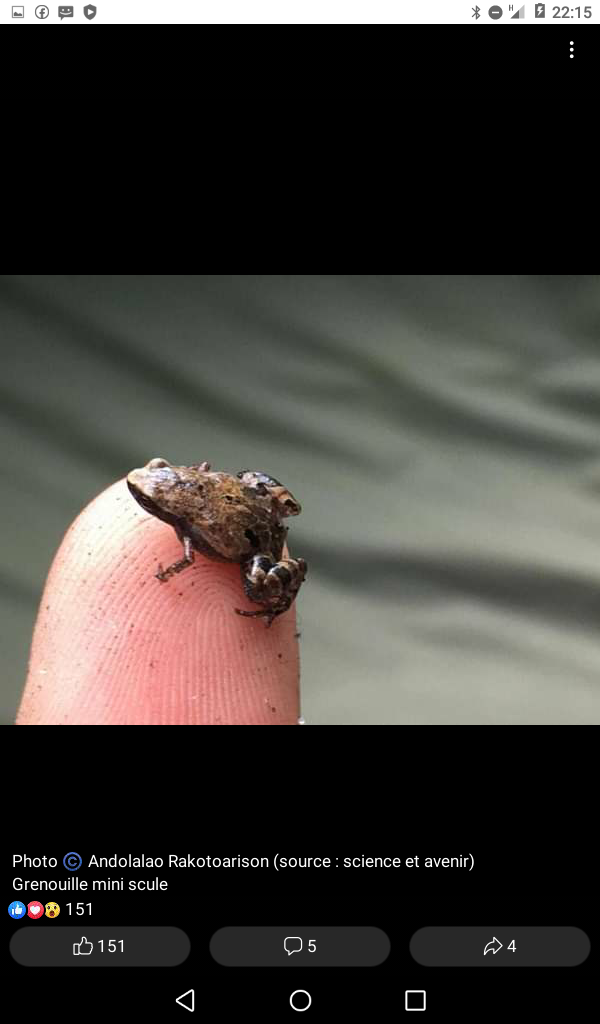 H 22:15
Photo © Andolalao Rakotoarison (source : science et avenir)
Grenouille mini scule
151
151 5 4